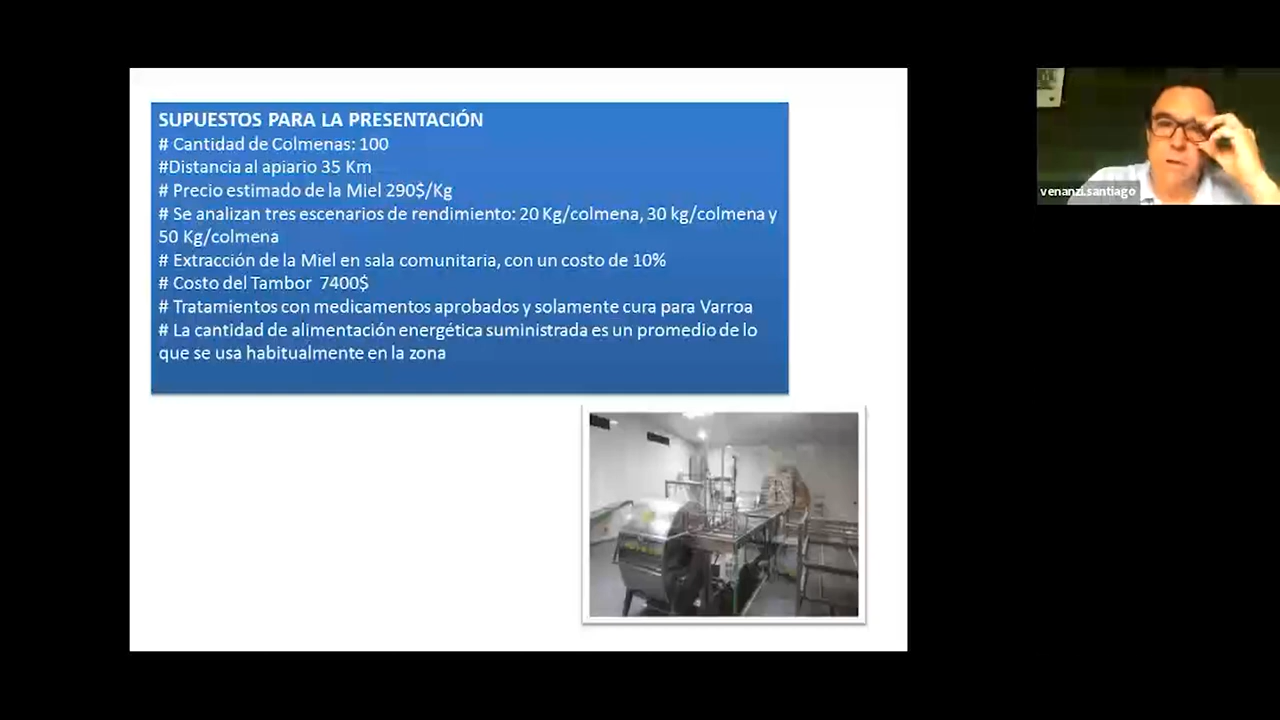 SUPUESTOS PARA LA PRESENTACIÓN
# Cantidad de Colmenas: 100
#Distancia al apiario 35 Km
# Precio estimado de la Miel 290$/Kg
# Se analizan tres escenarios de rendimiento: 20 Kg/colmena, 30 kg/colmena y
50 Kg/colmena
# Extracción de la Miel en sala comunitaria, con un costo de 10%
# Costo del Tambor 7400$
# Tratamientos con medicamentos aprobados y solamente cura para Varroa
# La cantidad de alimentación energética suministrada es un promedio de lo
que se usa habitualmente en la zona
venanzi.santiago